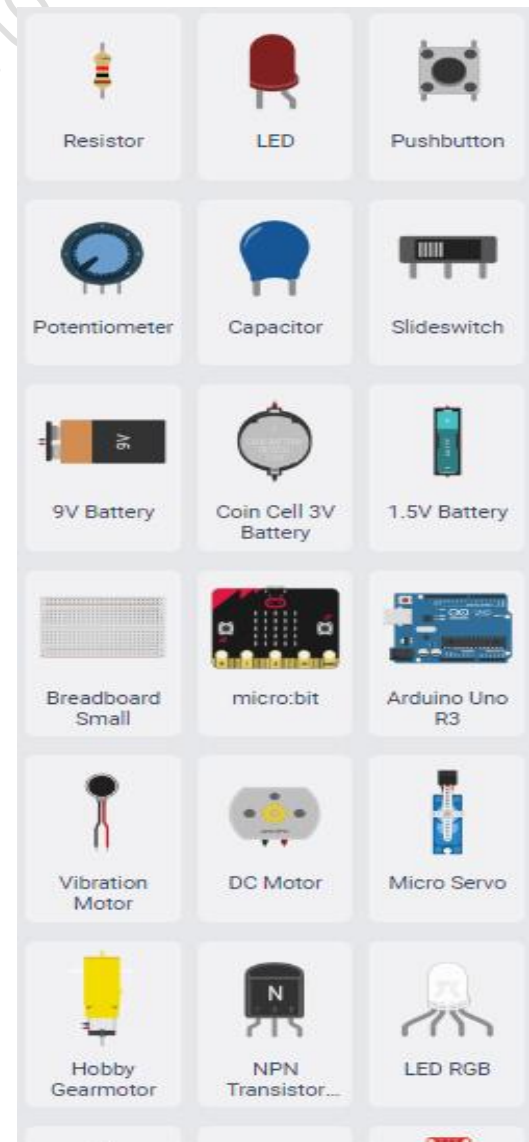 Resistor
LED
Pushbutton
Potentiometer
Capacitor
Slideswitch
9V
9V Battery
Coin Cell 3V
Battery
1.5V Battery
Breadboard
Small
micro:bit
Arduino Uno
R3
Vibration
Motor
DC Motor
Micro Servo
Hobby
Gearmotor
N
NPN
Transistor...
LED RGB